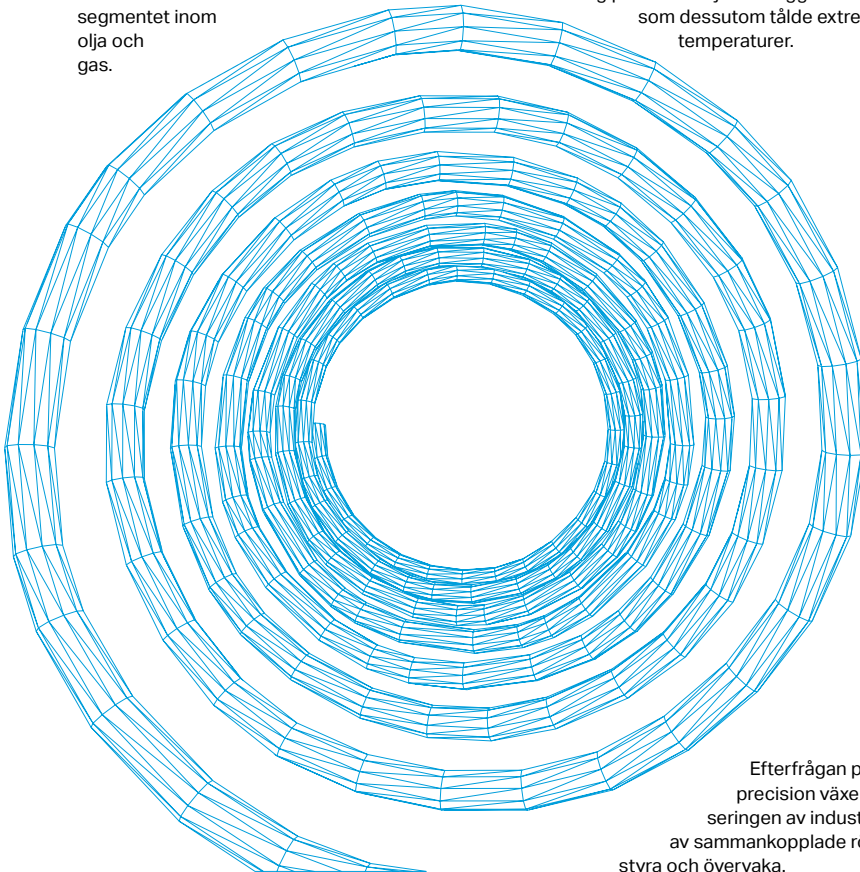 segmentet inom
olja och
gas.
som dessutom tålde extre
temperaturer.
Efterfrågan p
precision växe
seringen av indust
av sammankopplade ro
styra och övervaka.